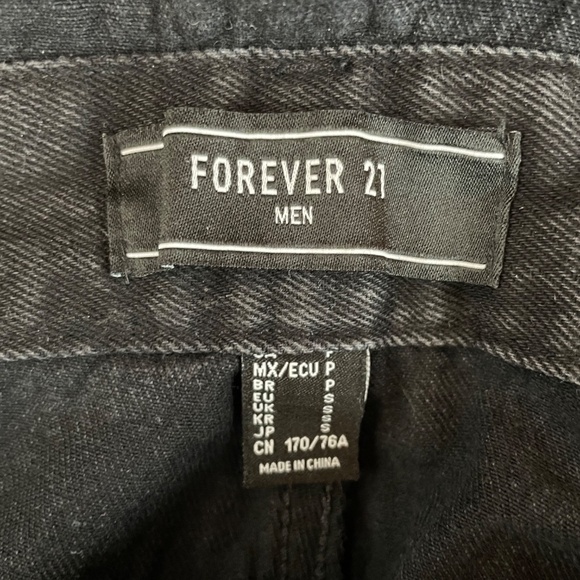 FOREVER 21
MEN
MX/ECU P
BR P
EU S
UK S
KR S
JP S
CN 170/76A
MADE IN CHINA